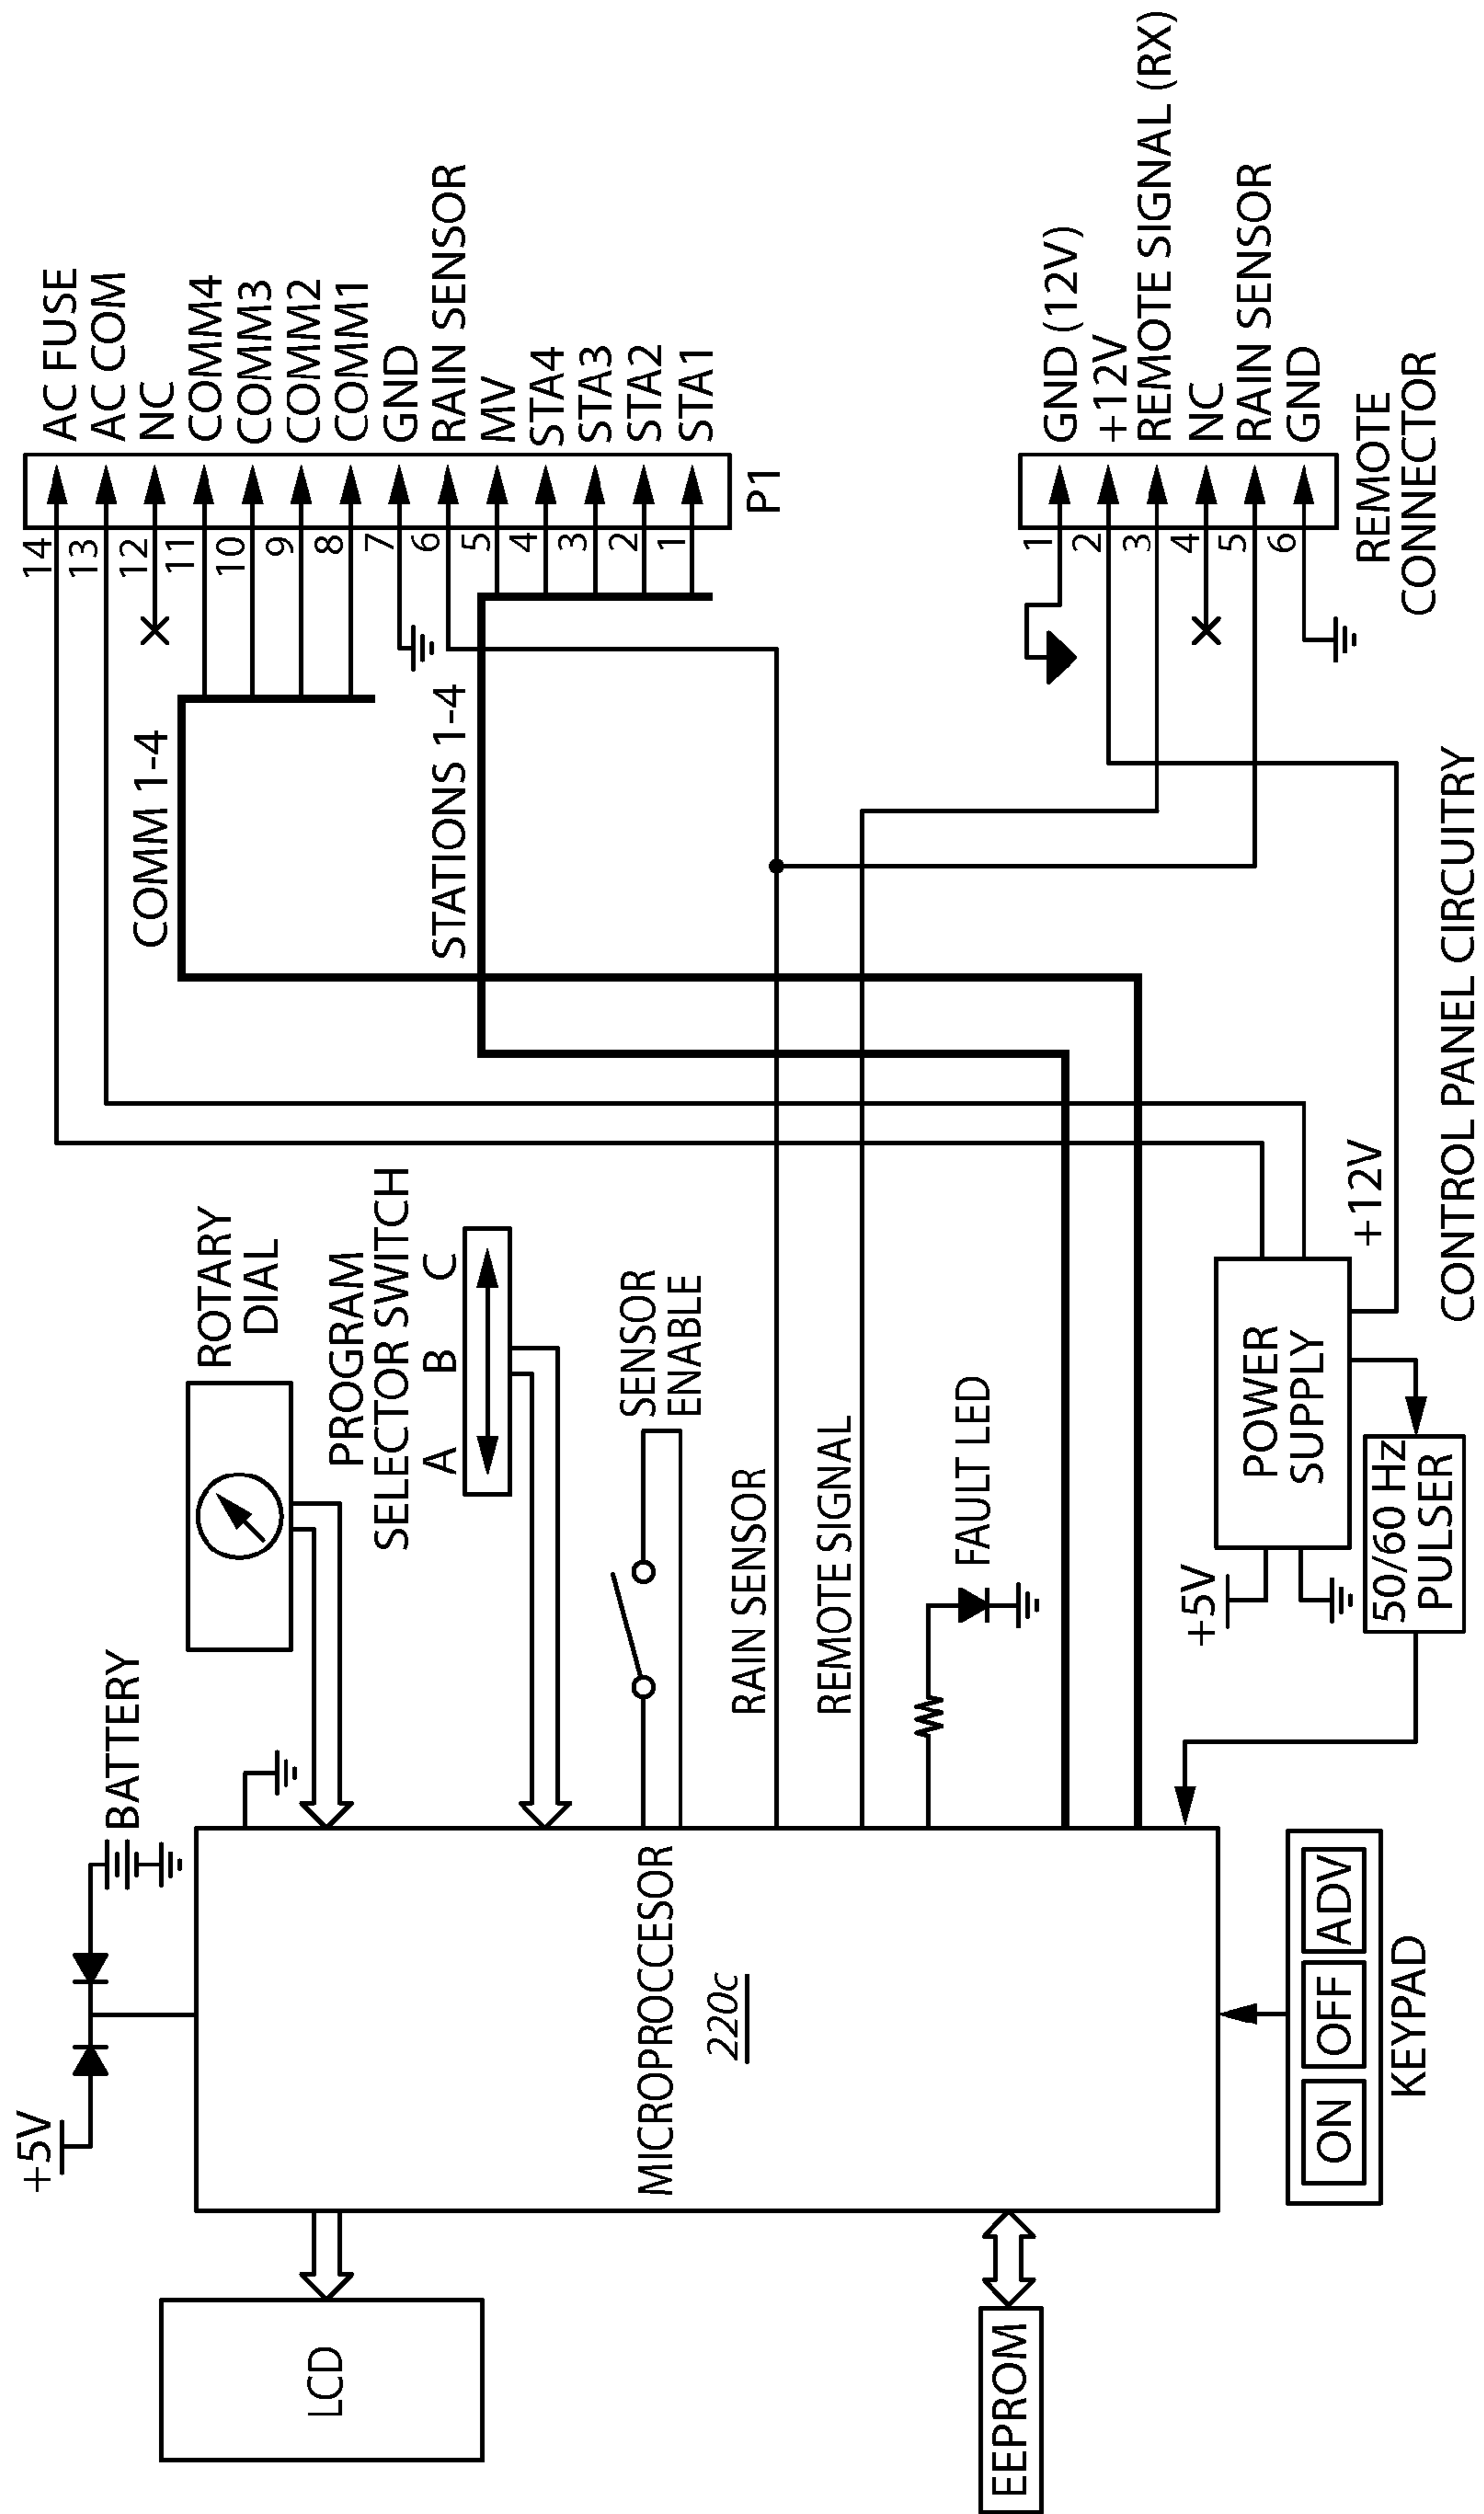 +5V
BATTERY
ROTARY
DIAL
PROGRAM
SELECTOR SWITCH
A B C
SENSOR
ENABLE
RAIN SENSOR
REMOTE SIGNAL
FAULT LED
LCD
MICROPROCCESOR
220c
EEPROM
ON
OFF
ADV
KEYPAD
+5V
POWER
SUPPLY
+12V
50/60 Hz
PULSER
COMM 1-4
STATIONS 1-4
14 AC FUSE
13 AC COM
12 NC
11 COMM4
10 COMM3
9 COMM2
8 COMM1
7 GND
6 RAIN SENSOR
5 MV
4 STA4
3 STA3
2 STA2
1 STA1
P1
1 GND (12V)
2 +12V
3 REMOTE SIGNAL (RX)
4 NC
5 RAIN SENSOR
6 GND
REMOTE
CONNECTOR
CONTROL PANEL CIRCUITRY